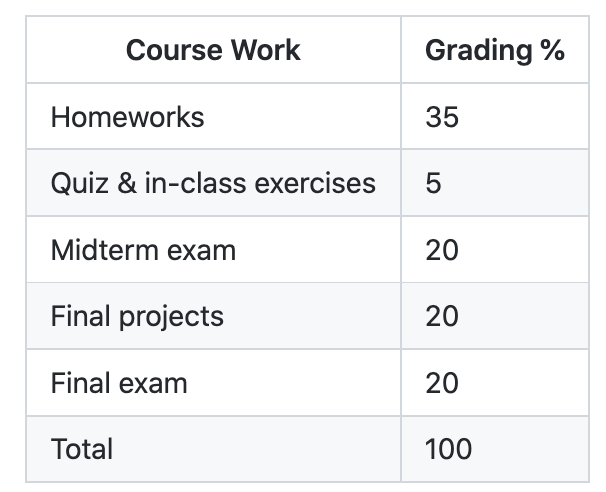 Course Work Grading %
Homeworks 35
Quiz & in-class exercises 5
Midterm exam 20
Final projects 20
Final exam 20
Total 100